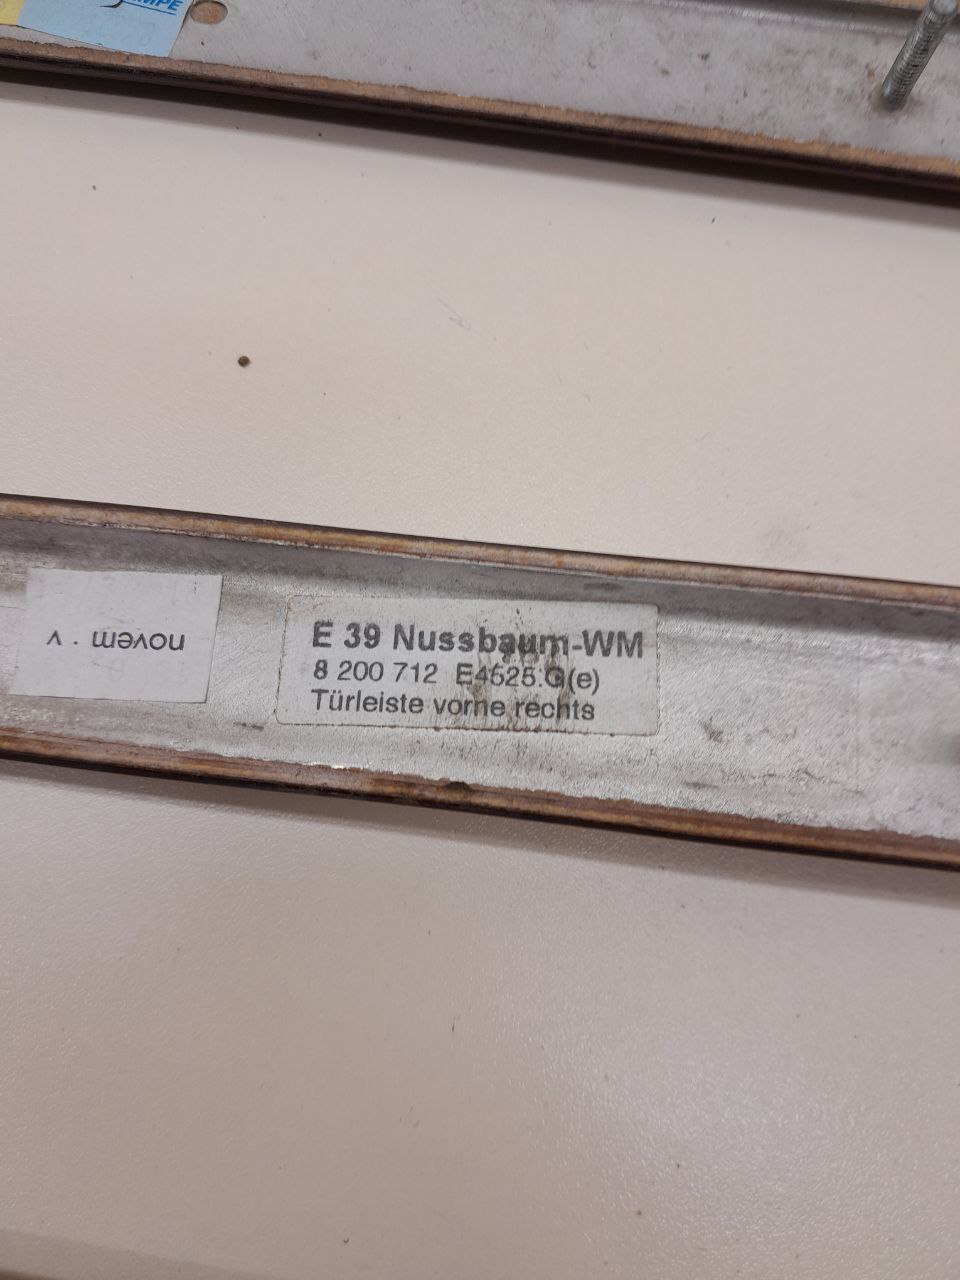 E 39 Nussbaum-WM
8 200 712 E4525.G(e)
Türleiste vorne rechts
novem · v